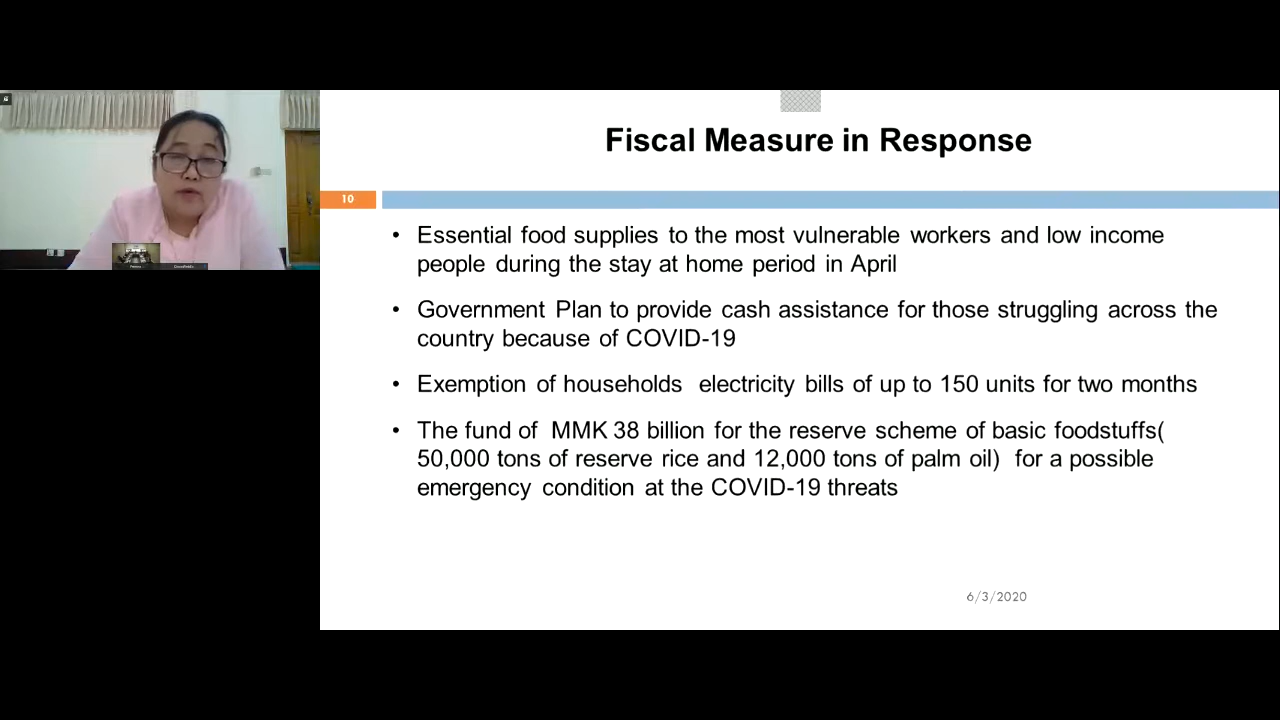 Fiscal Measure in Response
10
• Essential food supplies to the most vulnerable workers and low income
people during the stay at home period in April
• Government Plan to provide cash assistance for those struggling across the
country because of COVID-19
• Exemption of households electricity bills of up to 150 units for two months
• The fund of MMK 38 billion for the reserve scheme of basic foodstuffs(
50,000 tons of reserve rice and 12,000 tons of palm oil) for a possible
emergency condition at the COVID-19 threats
6/3/2020